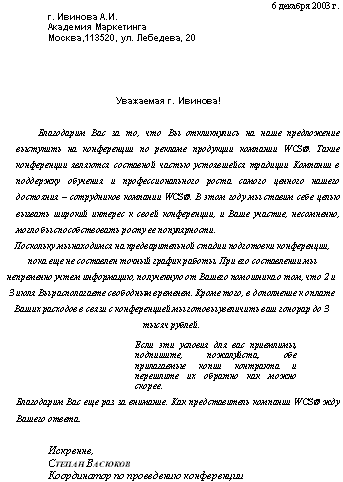 6 декабря 2003 г.
г. Ивинова А.И.
Академия Маркетинга
Москва,113520, ул. Лебедева, 20
Уважаемая г. Ивинова!
Благодарим Вас за то, что Вы откликнулись на наше предложение
выступить на конференции по рекламе продукции компании WCS®. Такие
конференции являются составной частью устоявшейся традиции Компании в
поддержку обучения и профессионального роста самого ценного нашего
достояния – сотрудников компании WCS®. В этом году мы ставим себе целью
вызвать широкий интерес к своей конференции, и Ваше участие, несомненно,
могло бы способствовать росту ее популярности.
Поскольку мы находимся на предварительной стадии подготовки конференции,
пока еще не составлен точный график работы. При его составлении мы
непременно учтем информацию, полученную от Вашего помощника о том, что 2 и
3 июля Вы располагаете свободным временем. Кроме того, в дополнение к оплате
Ваших расходов в связи с конференцией мы готовы увеличить ваш гонорар до 3
тысяч рублей.
Если эти условия для вас приемлимы,
подпишите, пожалуйста, обе
прилагаемые копии контракта и
перешлите их обратно как можно
скорее.
Благодарим Вас еще раз за внимание. Как представитель компании WCS® жду
Вашего ответа.
Искренне,
Степан Васюков
Координатор по проведению конференции